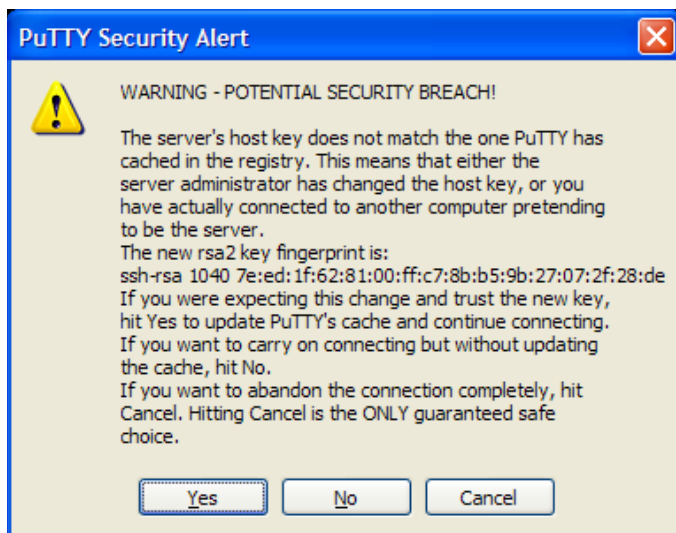 PuTTY Security Alert
WARNING - POTENTIAL SECURITY BREACH!
The server's host key does not match the one PuTTY has
cached in the registry. This means that either the
server administrator has changed the host key, or you
have actually connected to another computer pretending
to be the server.
The new rsa2 key fingerprint is:
ssh-rsa 1040 7e:ed:1f:62:81:00:ff:c7:8b:b5:9b:27:07:2f:28:de
If you were expecting this change and trust the new key,
hit Yes to update PuTTY's cache and continue connecting.
If you want to carry on connecting but without updating
the cache, hit No.
If you want to abandon the connection completely, hit
Cancel. Hitting Cancel is the ONLY guaranteed safe
choice.
Yes No Cancel